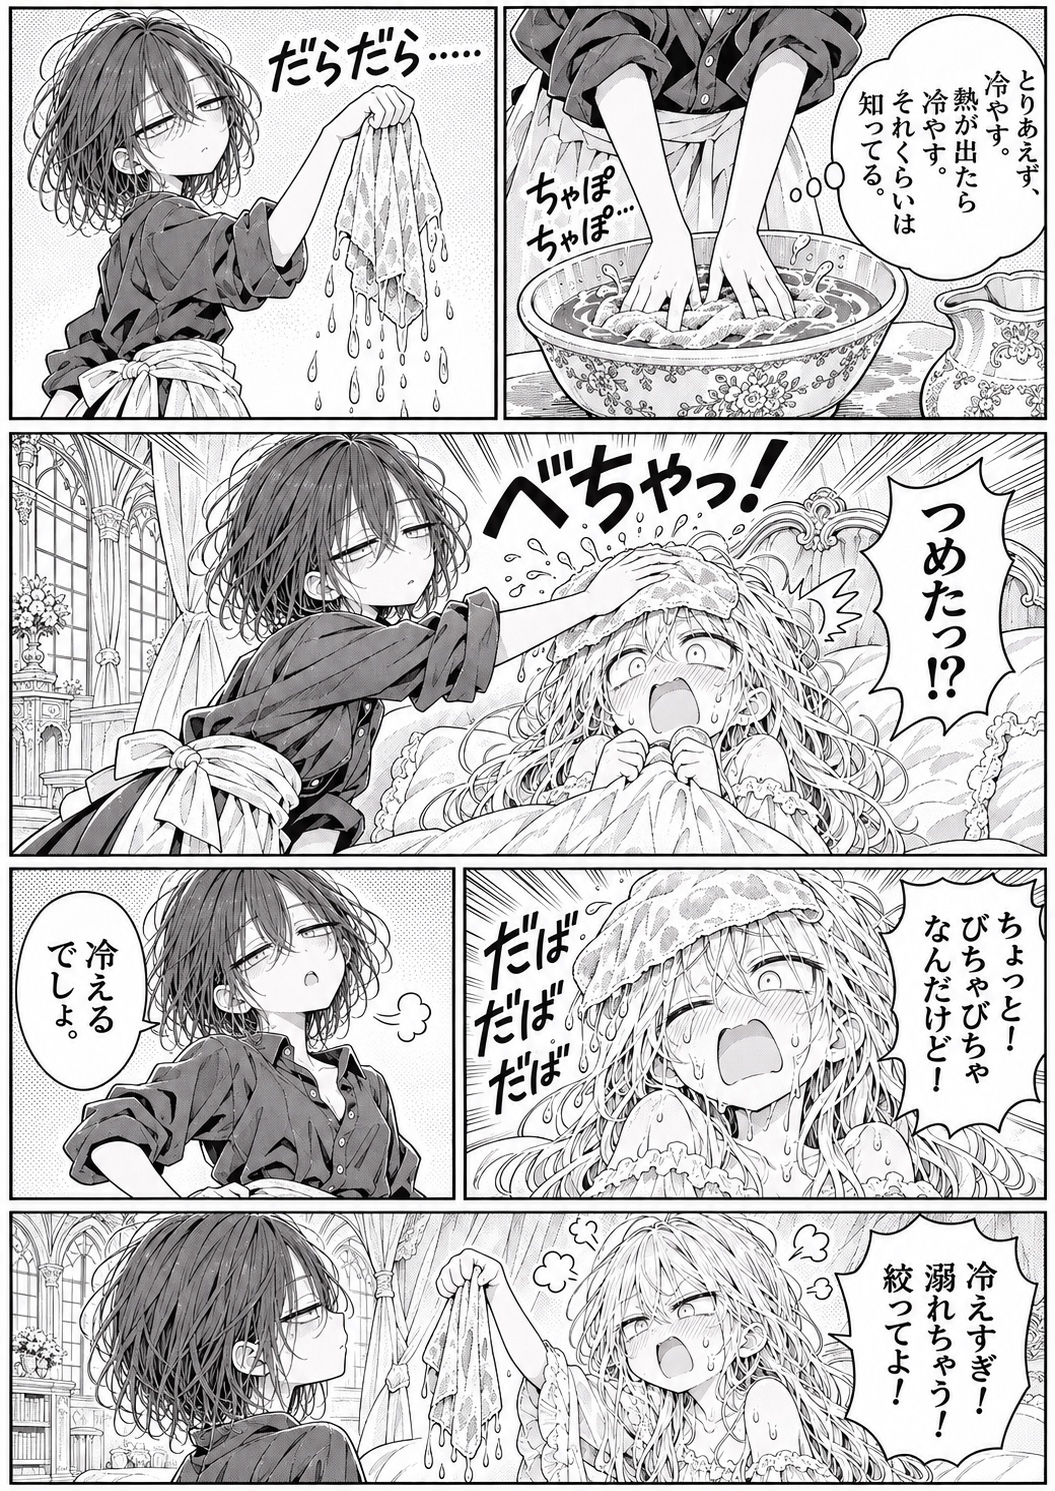 とりあえず、
冷やす。
熱が出たら
冷やす。
それくらいは
知ってる。
ちゃぽ
ちゃぽ…
だらだら……
べちゃっ!
つめたっ!?
ちょっと!
びちゃびちゃ
なんだけど!
だば
だば
だば
冷える
でしょ。
冷えすぎ!
溺れちゃう!
絞ってよ!